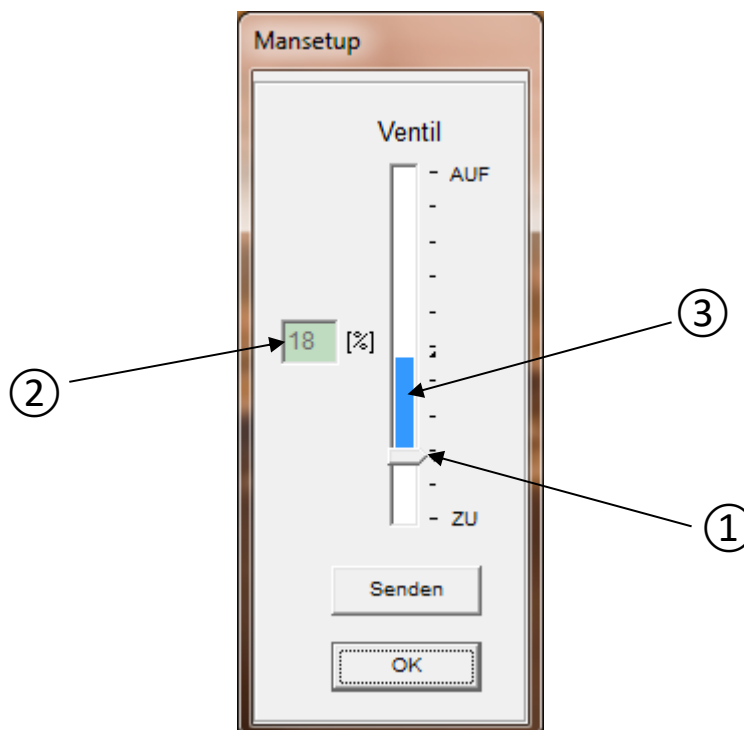 Mansetup
Ventil
AUF
18 [%]
③
②
①
ZU
Senden
OK